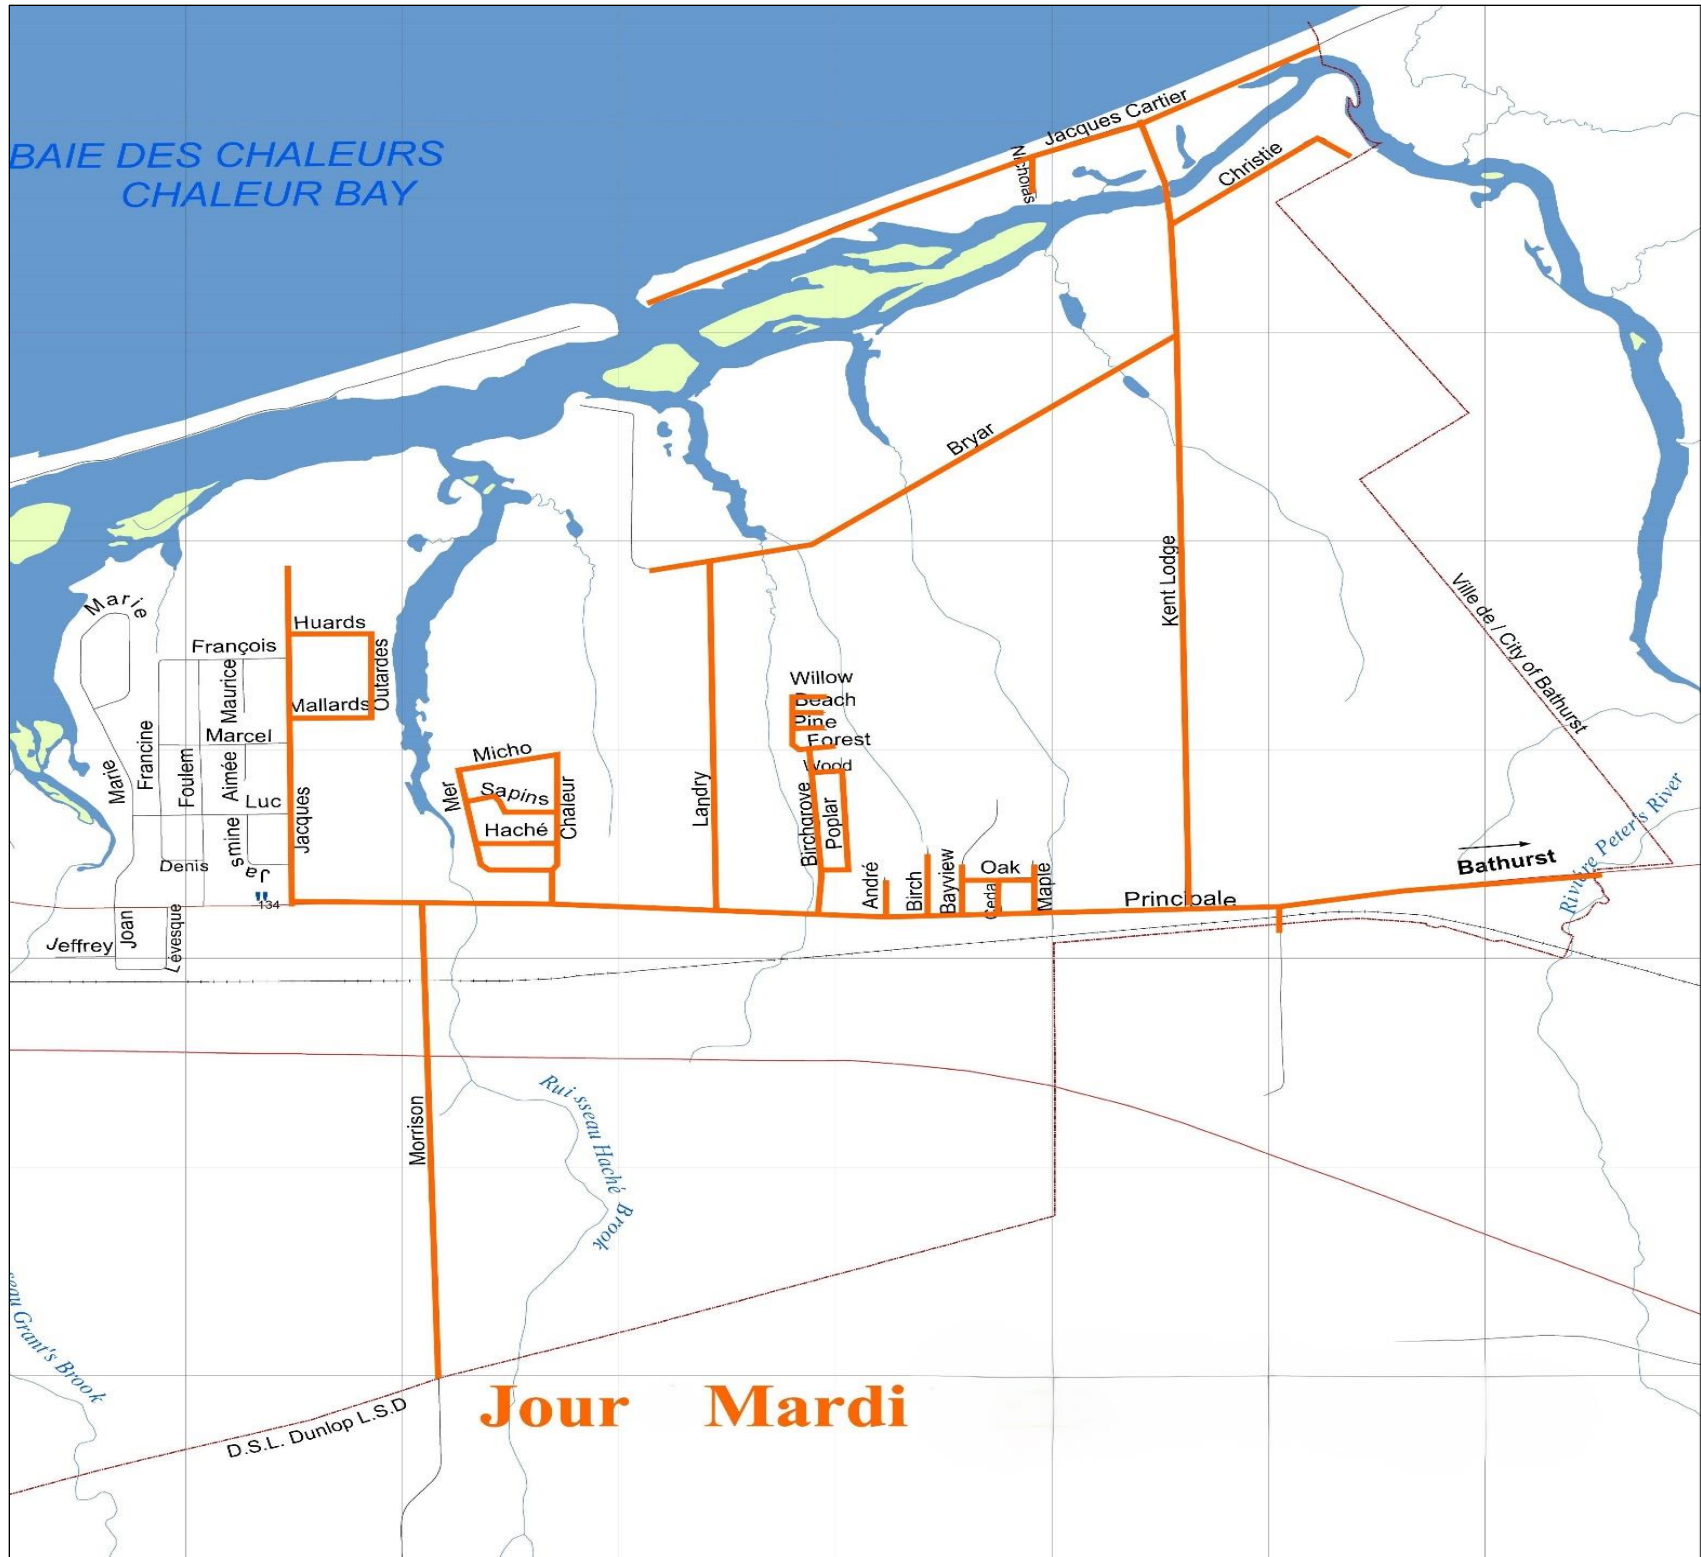 BAIE DES CHALEURS
CHALEUR BAY
Jacques Cartier
Nicholas
Christie
Bryar
Kent Lodge
Ville de / City of Bathurst
Marie
Huards
François
Outardes
Maurice
Mallards
Marcel
Francine
Foulem
Marie
Aimée
Luc
Jacques
Jasmine
Denis
134
Joan
Lévesque
Jeffrey
Micho
Mer
Sapins
Chaleur
Haché
Landry
Willow
Beach
Pine
Forest
Wood
Birchgrove
Poplar
André
Birch
Bayview
Oak
Ceda
Maple
Principale
Bathurst
Rivière Peter's River
Morrison
Ruisseau Haché Brook
seau Grant's Brook
D.S.L. Dunlop L.S.D
Jour Mardi